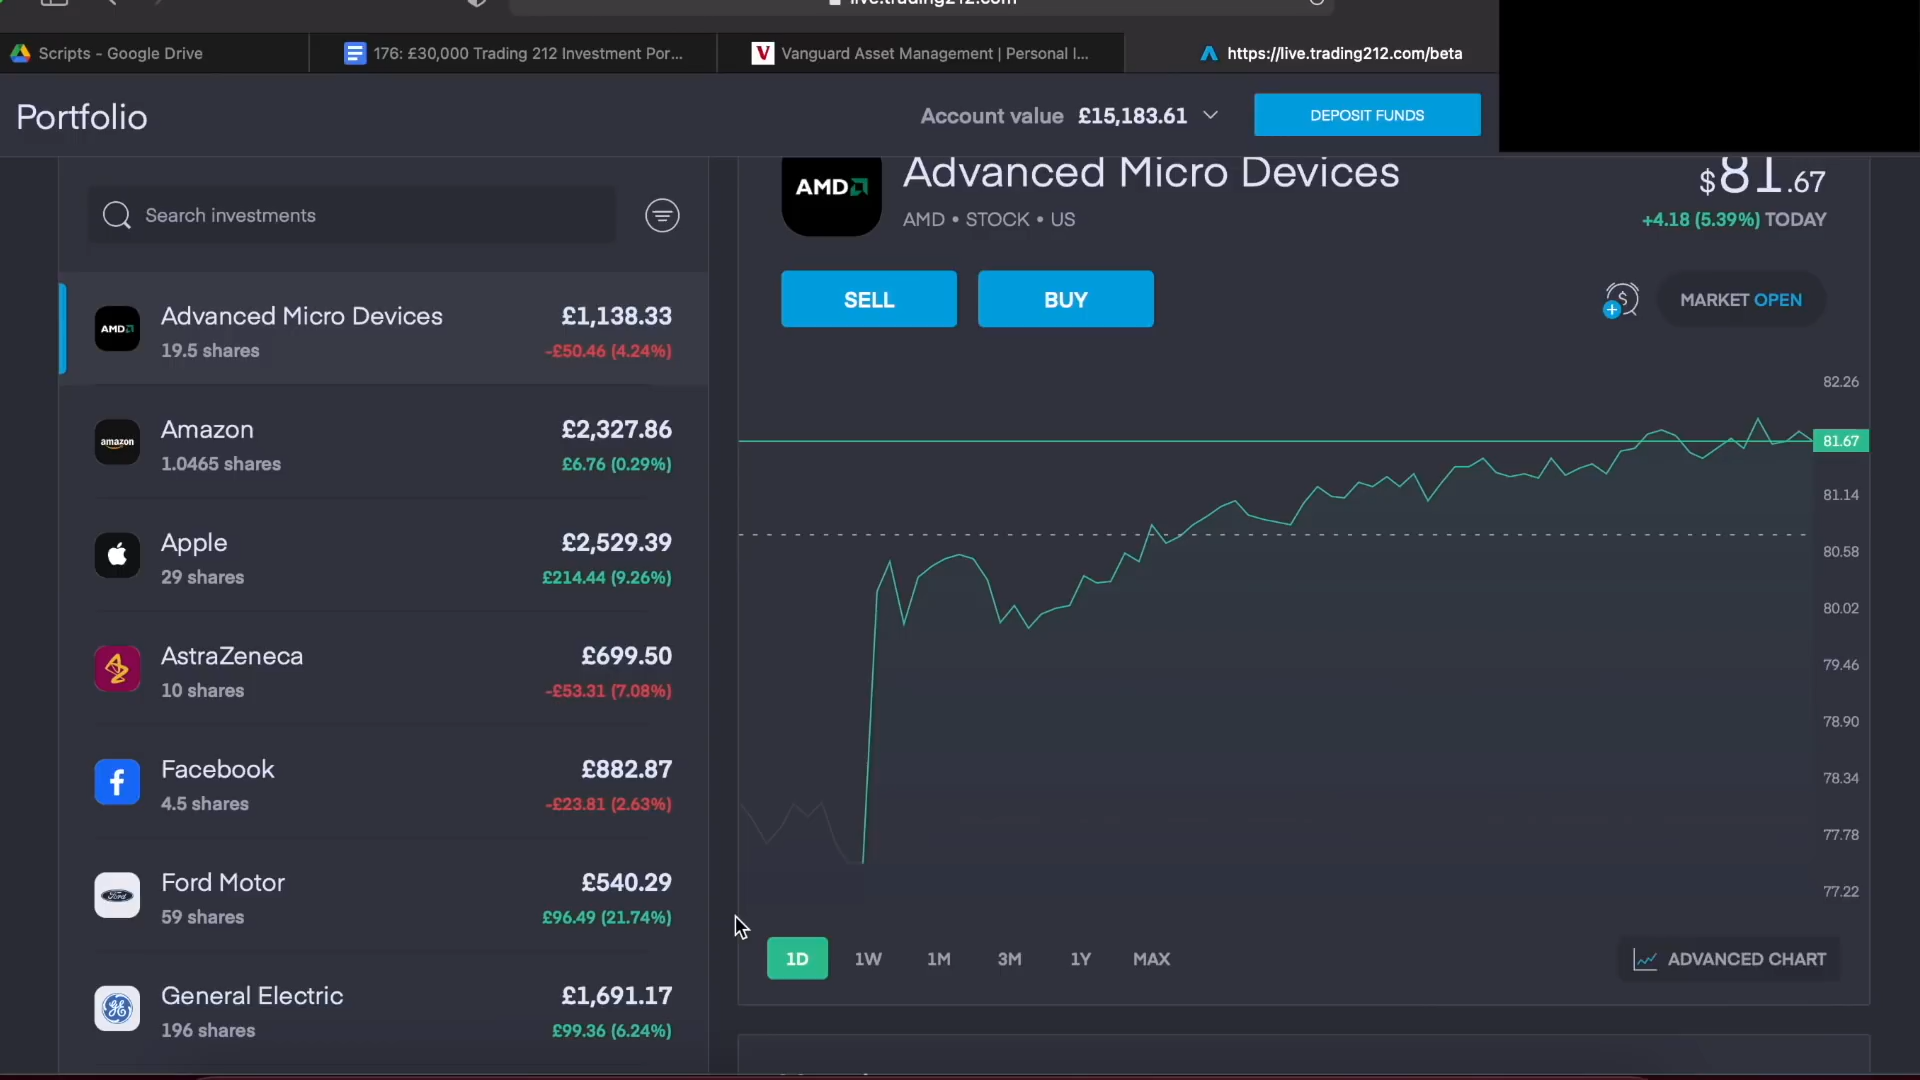 live.trading212.com
Scripts – Google Drive
176: £30,000 Trading 212 Investment Por...
V
Vanguard Asset Management | Personal I...
https://live.trading212.com/beta
Portfolio
Account value £15,183.61
DEPOSIT FUNDS
Search investments
AMD
Advanced Micro Devices
£1,138.33
19.5 shares
-£50.46 (4.24%)
amazon
Amazon
£2,327.86
1.0465 shares
£6.76 (0.29%)
Apple
£2,529.39
29 shares
£214.44 (9.26%)
AstraZeneca
£699.50
10 shares
-£53.31 (7.08%)
f
Facebook
£882.87
4.5 shares
-£23.81 (2.63%)
Ford
Ford Motor
£540.29
59 shares
£96.49 (21.74%)
GE
General Electric
£1,691.17
196 shares
£99.36 (6.24%)
AMD
Advanced Micro Devices
$81.67
AMD • STOCK • US
+4.18 (5.39%) TODAY
SELL
BUY
$
MARKET OPEN
82.26
81.67
81.14
80.58
80.02
79.46
78.90
78.34
77.78
77.22
1D
1W
1M
3M
1Y
MAX
ADVANCED CHART